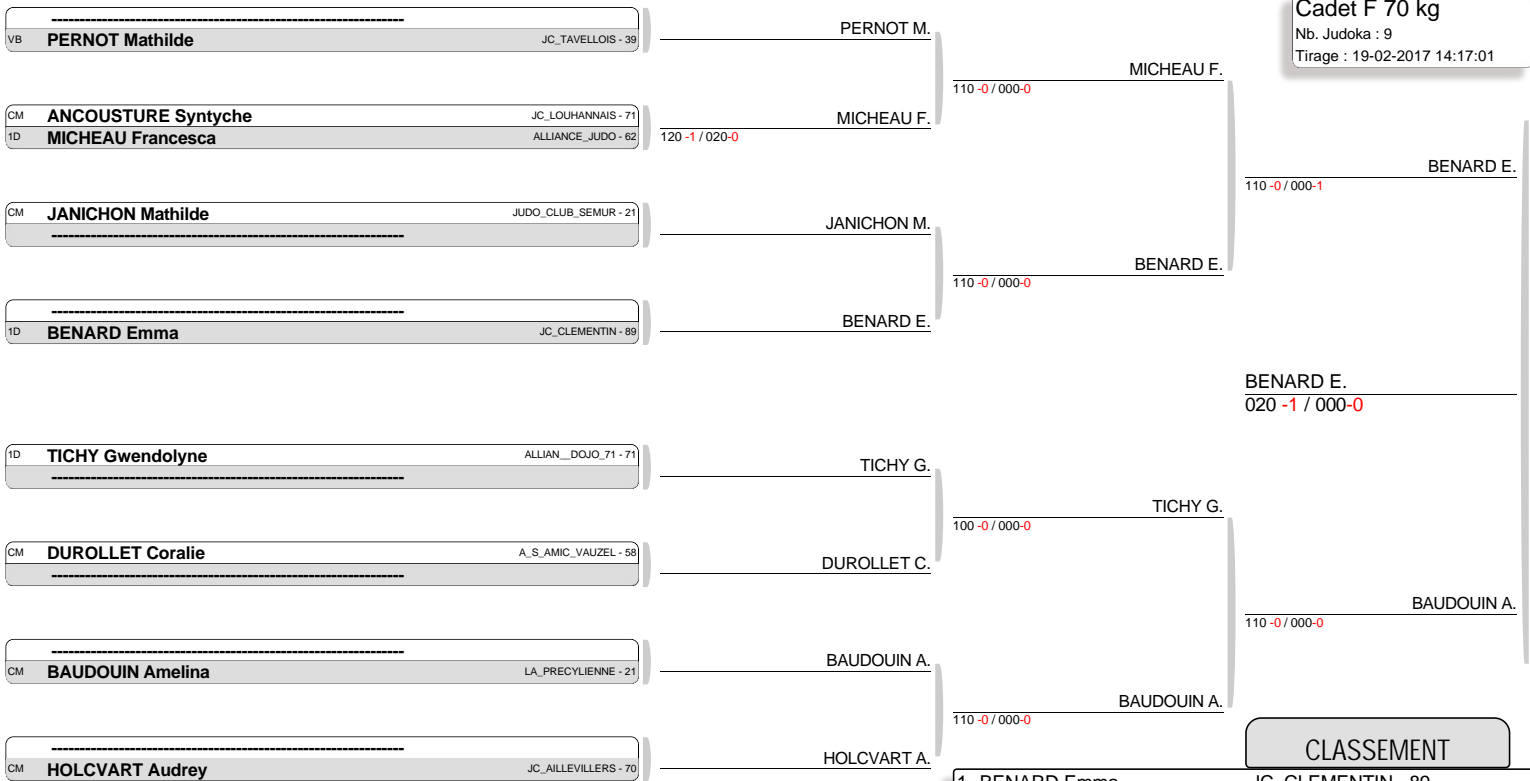 Cadet F 70 kg
Nb. Judoka : 9
Tirage : 19-02-2017 14:17:01
------------------------------------------------------------------
VB PERNOT Mathilde JC_TAVELLOIS - 39
CM ANCOUSTURE Syntyche JC_LOUHANNAIS - 71
1D MICHEAU Francesca ALLIANCE_JUDO - 62
CM JANICHON Mathilde JUDO_CLUB_SEMUR - 21
------------------------------------------------------------------
------------------------------------------------------------------
1D BENARD Emma JC_CLEMENTIN - 89
1D TICHY Gwendolyne ALLIAN__DOJO_71 - 71
------------------------------------------------------------------
CM DUROLLET Coralie A_S_AMIC_VAUZEL - 58
------------------------------------------------------------------
------------------------------------------------------------------
CM BAUDOUIN Amelina LA_PRECYLIENNE - 21
------------------------------------------------------------------
CM HOLCVART Audrey JC_AILLEVILLERS - 70
PERNOT M.
MICHEAU F.
120 -1 / 020-0
JANICHON M.
BENARD E.
TICHY G.
DUROLLET C.
BAUDOUIN A.
HOLCVART A.
MICHEAU F.
110 -0 / 000-0
BENARD E.
110 -0 / 000-0
TICHY G.
100 -0 / 000-0
BAUDOUIN A.
110 -0 / 000-0
BENARD E.
110 -0 / 000-1
BENARD E.
020 -1 / 000-0
BAUDOUIN A.
110 -0 / 000-0
CLASSEMENT
1 BENARD Emma JC_CLEMENTIN - 89